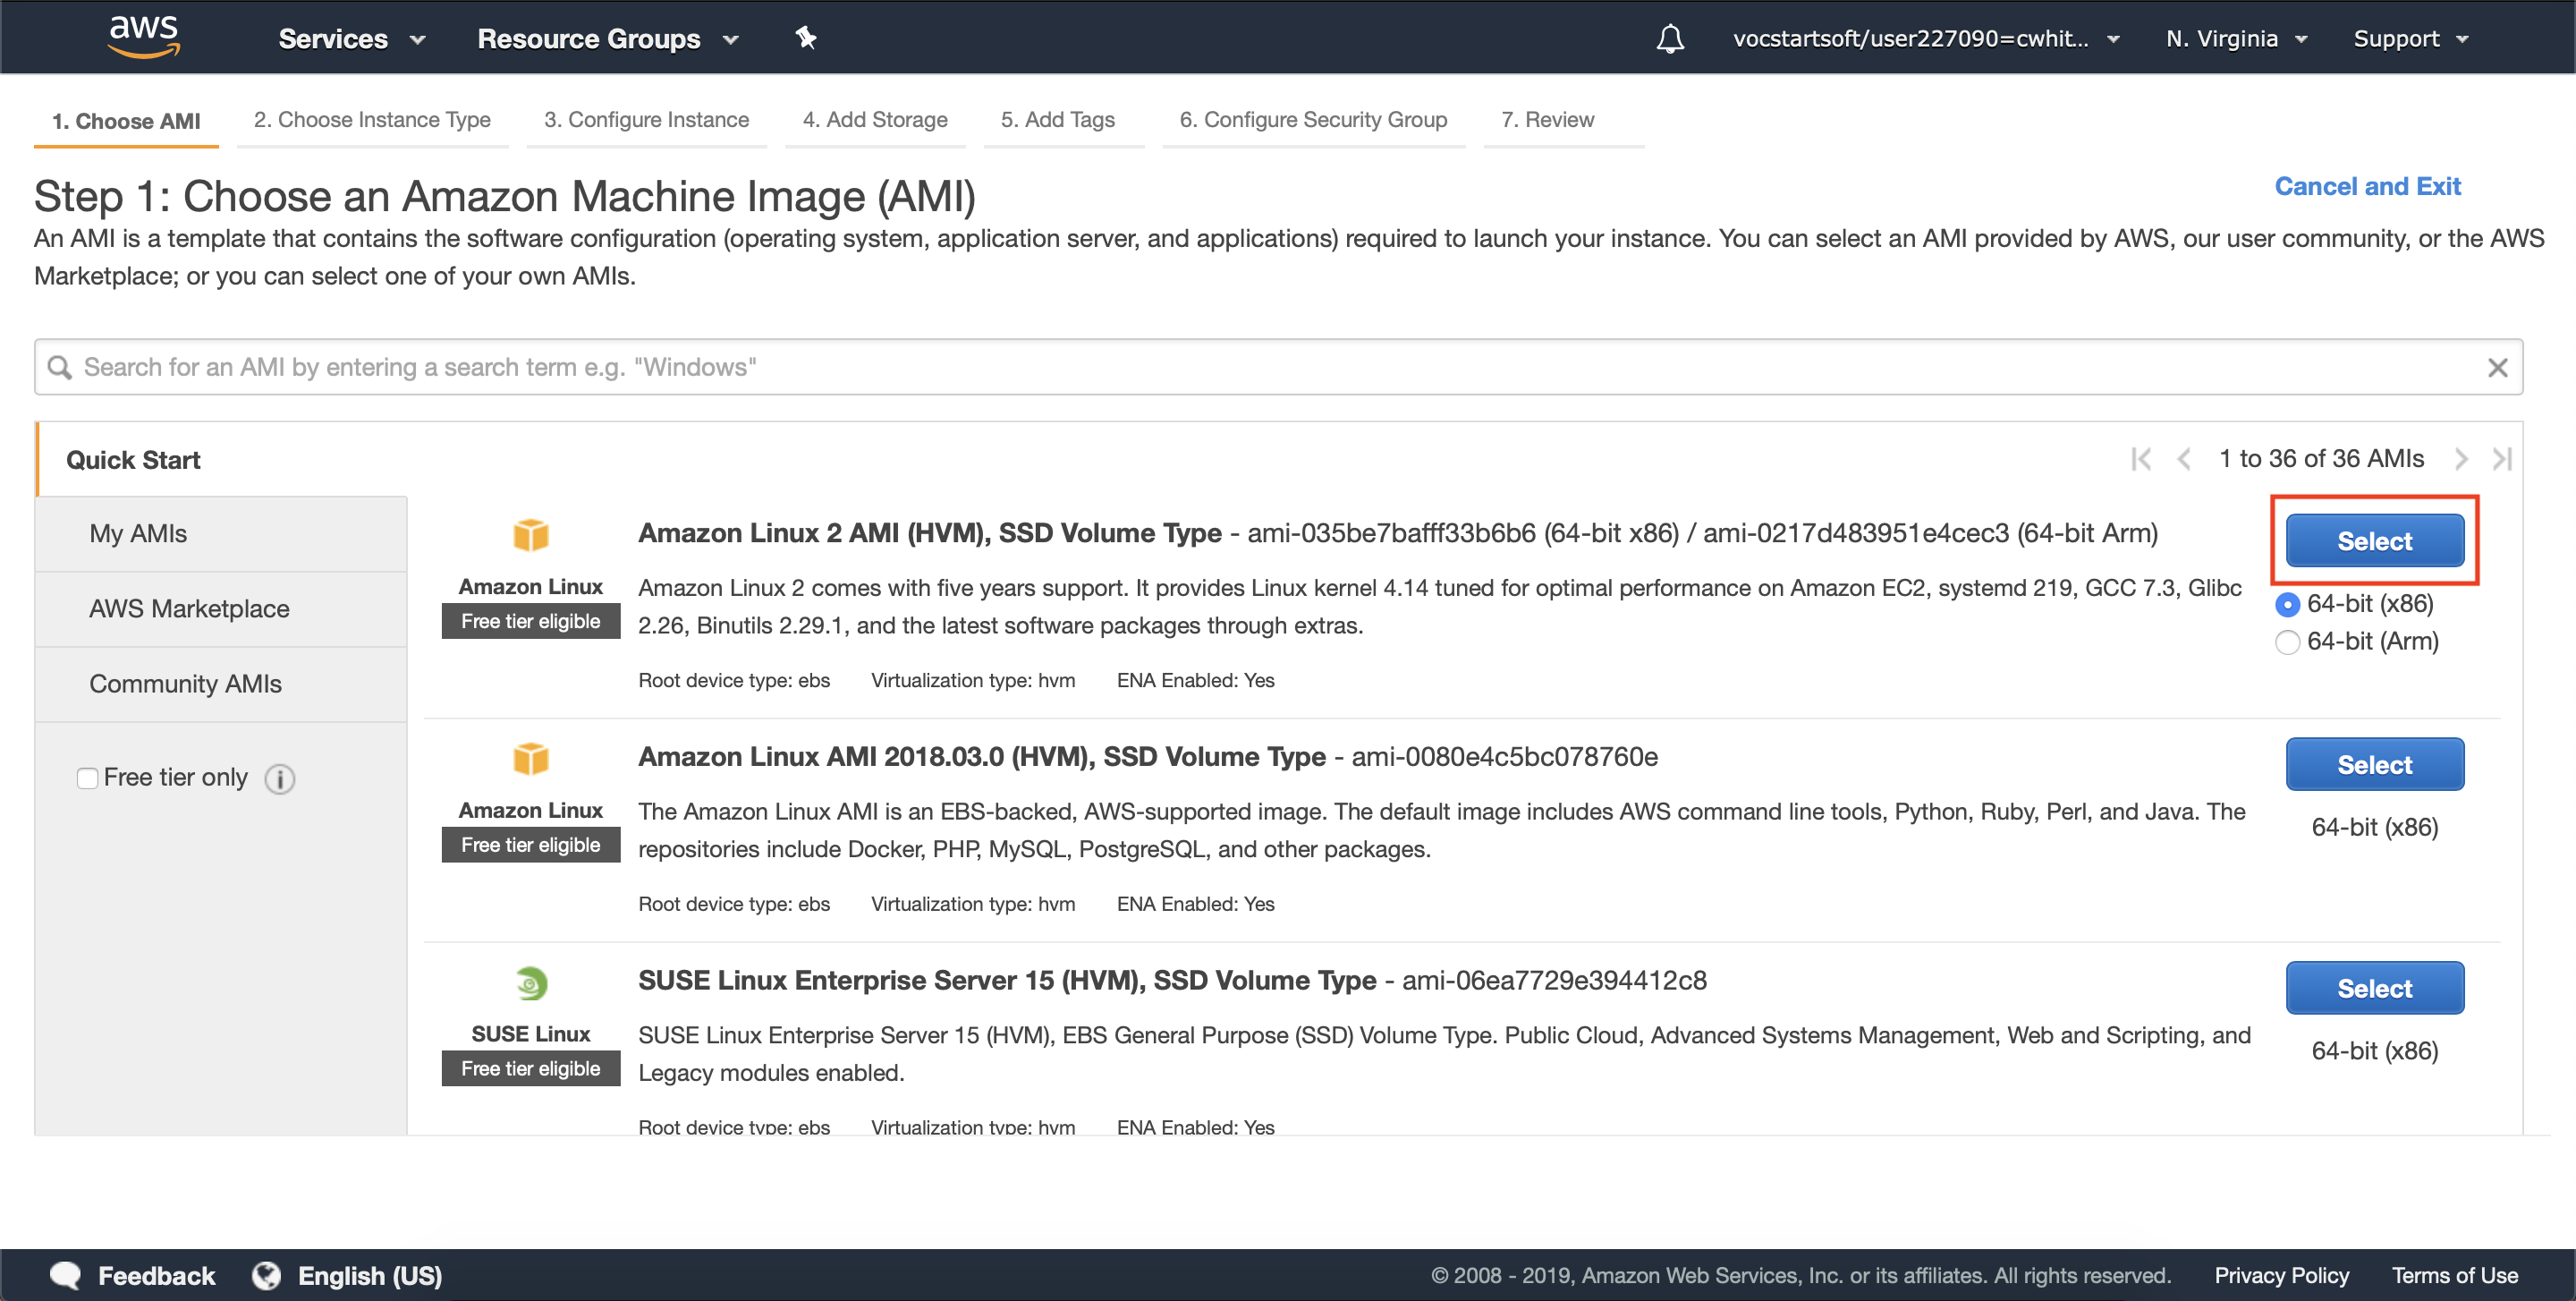 aws
Services
Resource Groups
vocstartsoft/user227090=cwhit...
N. Virginia
Support
1. Choose AMI
2. Choose Instance Type
3. Configure Instance
4. Add Storage
5. Add Tags
6. Configure Security Group
7. Review
Step 1: Choose an Amazon Machine Image (AMI)
Cancel and Exit
An AMI is a template that contains the software configuration (operating system, application server, and applications) required to launch your instance. You can select an AMI provided by AWS, our user community, or the AWS
Marketplace; or you can select one of your own AMIs.
Search for an AMI by entering a search term e.g. "Windows"
Quick Start
1 to 36 of 36 AMIs
My AMIs
AWS Marketplace
Community AMIs
Free tier only
Amazon Linux
Free tier eligible
Amazon Linux 2 AMI (HVM), SSD Volume Type - ami-035be7bafff33b6b6 (64-bit x86) / ami-0217d483951e4cec3 (64-bit Arm)
Amazon Linux 2 comes with five years support. It provides Linux kernel 4.14 tuned for optimal performance on Amazon EC2, systemd 219, GCC 7.3, Glibc
2.26, Binutils 2.29.1, and the latest software packages through extras.
Root device type: ebs
Virtualization type: hvm
ENA Enabled: Yes
Select
64-bit (x86)
64-bit (Arm)
Amazon Linux
Free tier eligible
Amazon Linux AMI 2018.03.0 (HVM), SSD Volume Type - ami-0080e4c5bc078760e
The Amazon Linux AMI is an EBS-backed, AWS-supported image. The default image includes AWS command line tools, Python, Ruby, Perl, and Java. The
repositories include Docker, PHP, MySQL, PostgreSQL, and other packages.
Root device type: ebs
Virtualization type: hvm
ENA Enabled: Yes
Select
64-bit (x86)
SUSE Linux
Free tier eligible
SUSE Linux Enterprise Server 15 (HVM), SSD Volume Type - ami-06ea7729e394412c8
SUSE Linux Enterprise Server 15 (HVM), EBS General Purpose (SSD) Volume Type. Public Cloud, Advanced Systems Management, Web and Scripting, and
Legacy modules enabled.
Root device type: ebs
Virtualization type: hvm
ENA Enabled: Yes
Select
64-bit (x86)
Feedback
English (US)
© 2008 - 2019, Amazon Web Services, Inc. or its affiliates. All rights reserved.
Privacy Policy
Terms of Use